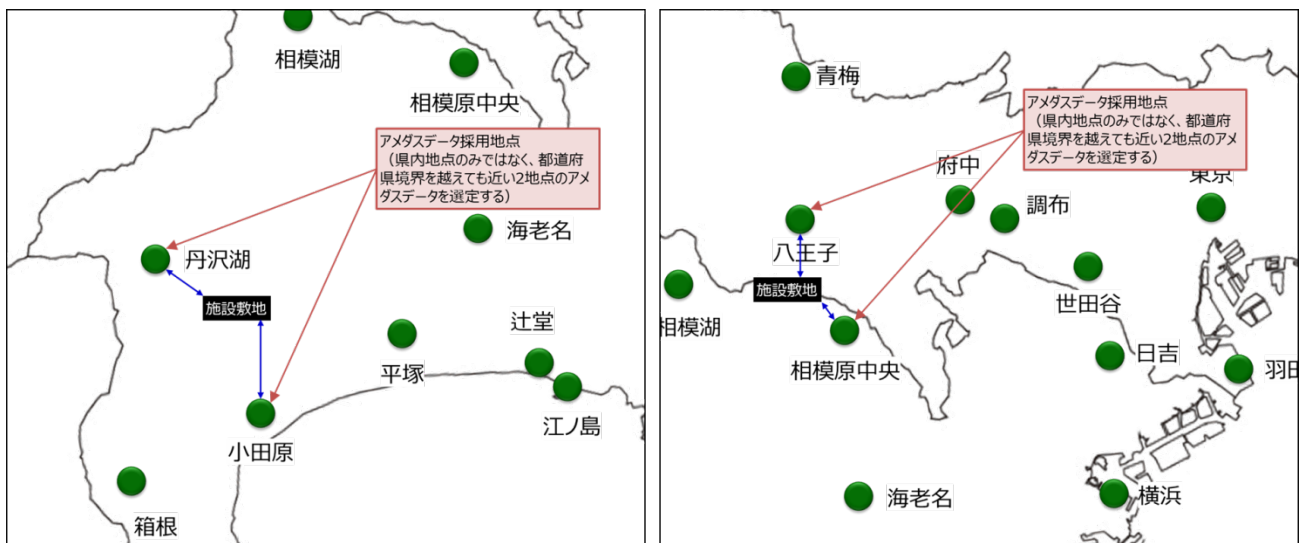 相模湖
相模原中央
アメダスデータ採用地点
（県内地点のみではなく、都道府
県境界を越えても近い2地点のアメ
ダスデータを選定する）
海老名
丹沢湖
施設敷地
辻堂
平塚
江ノ島
小田原
箱根
青梅
アメダスデータ採用地点
（県内地点のみではなく、都道府
県境界を越えても近い2地点のアメ
ダスデータを選定する）
府中
東京
調布
八王子
施設敷地
世田谷
相模湖
日吉
相模原中央
羽田
海老名
横浜